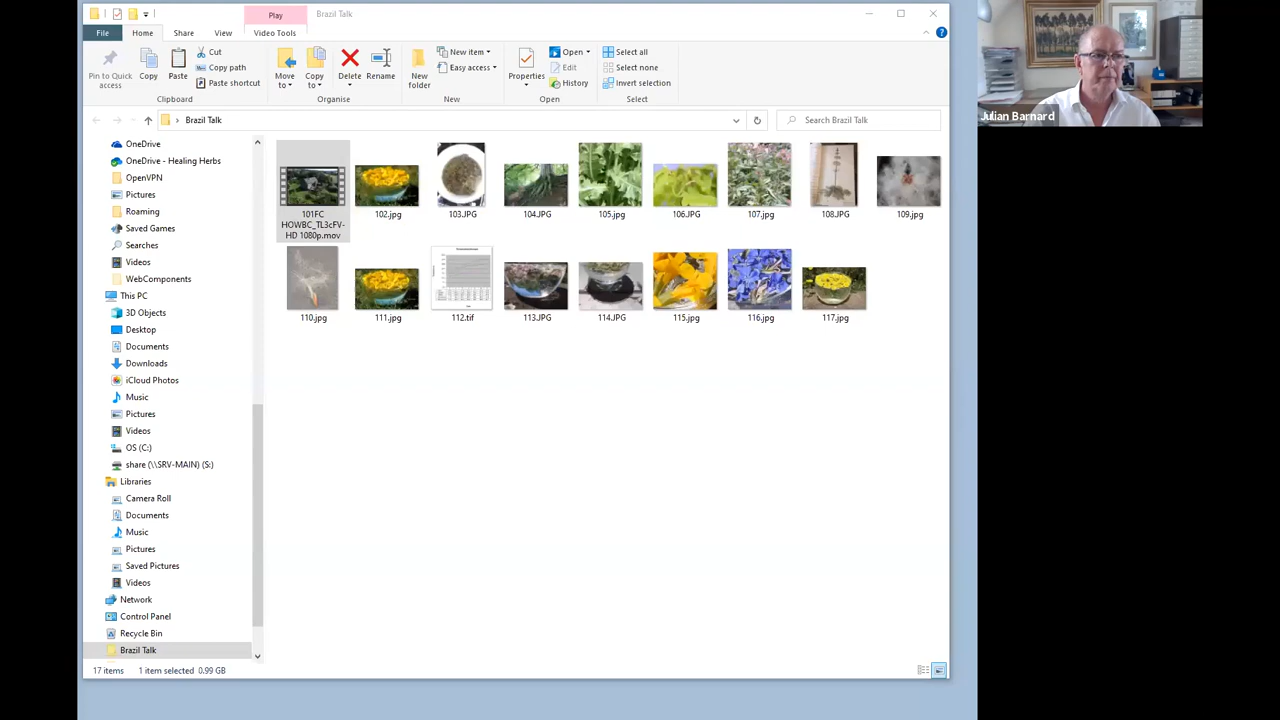 Play
Brazil Talk
File
Home
Share
View
Video Tools
Pin to Quick
access
Copy
Paste
Cut
Copy path
Paste shortcut
Clipboard
Move
to
Copy
to
Delete
Rename
Organise
New
folder
New item
Easy access
New
Properties
Open
Edit
History
Open
Select all
Select none
Invert selection
Select
Brazil Talk
Search Brazil Talk
Julian Barnard
OneDrive
OneDrive - Healing Herbs
OpenVPN
Pictures
Roaming
Saved Games
Searches
Videos
WebComponents
This PC
3D Objects
Desktop
Documents
Downloads
iCloud Photos
Music
Pictures
Videos
OS (C:)
share (\\SRV-MAIN) (S:)
Libraries
Camera Roll
Documents
Music
Pictures
Saved Pictures
Videos
Network
Control Panel
Recycle Bin
Brazil Talk
101FC
HOWBC_TL3cFV-
HD 1080p.mov
102.jpg
103.JPG
104.JPG
105.jpg
106.JPG
107.jpg
108.JPG
109.jpg
110.jpg
111.jpg
112.tif
113.JPG
114.JPG
115.jpg
116.jpg
117.jpg
17 items
1 item selected 0.99 GB